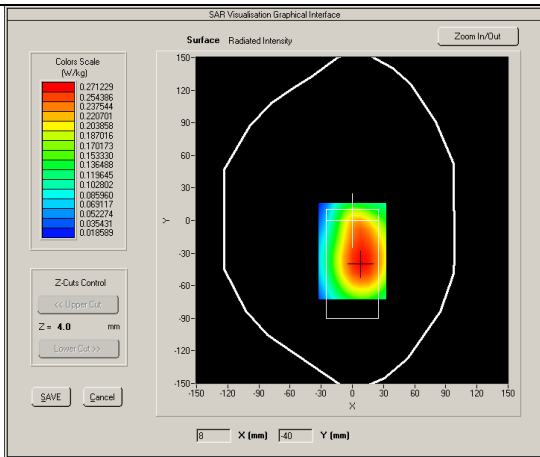 SAR Visualisation Graphical Interface
Surface Radiated Intensity
Zoom In/Out
Colors Scale
(W/kg)
0.271229
0.254386
0.237544
0.220701
0.203858
0.187016
0.170173
0.153330
0.136488
0.119645
0.102802
0.085960
0.069117
0.052274
0.035431
0.018589
Z-Cuts Control
<< Upper Cut
Z = 4.0 mm
Lower Cut >>
SAVE Cancel
150
120
90
60
30
0
-30
-60
-90
-120
-150
Y
-150 -120 -90 -60 -30 0 30 60 90 120 150
X
8 X (mm) -40 Y (mm)